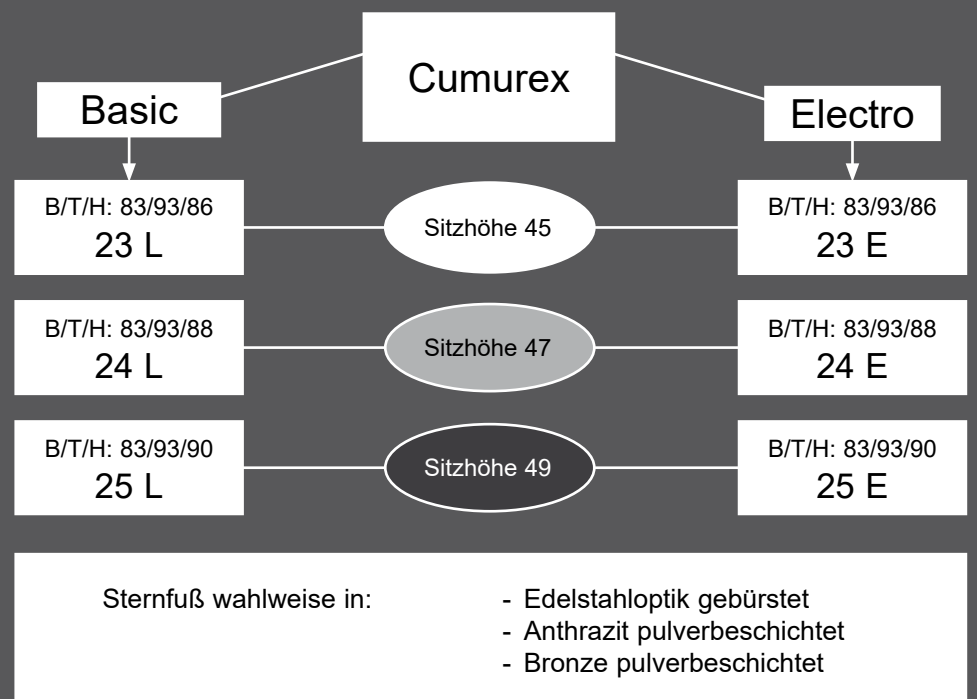 Cumurex
Basic
Electro
B/T/H: 83/93/86
23 L
Sitzhöhe 45
B/T/H: 83/93/86
23 E
B/T/H: 83/93/88
24 L
Sitzhöhe 47
B/T/H: 83/93/88
24 E
B/T/H: 83/93/90
25 L
Sitzhöhe 49
B/T/H: 83/93/90
25 E
Sternfuß wahlweise in:
- Edelstahloptik gebürstet
- Anthrazit pulverbeschichtet
- Bronze pulverbeschichtet